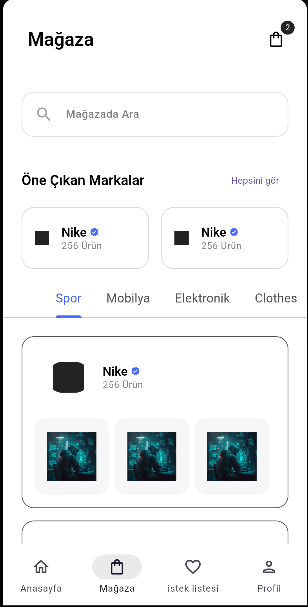 Mağaza
2
Mağazada Ara
Öne Çıkan Markalar
Hepsini gör
Nike
256 Ürün
Nike
256 Ürün
Spor Mobilya Elektronik Clothes
Nike
256 Ürün
Anasayfa Mağaza istek listesi Profil